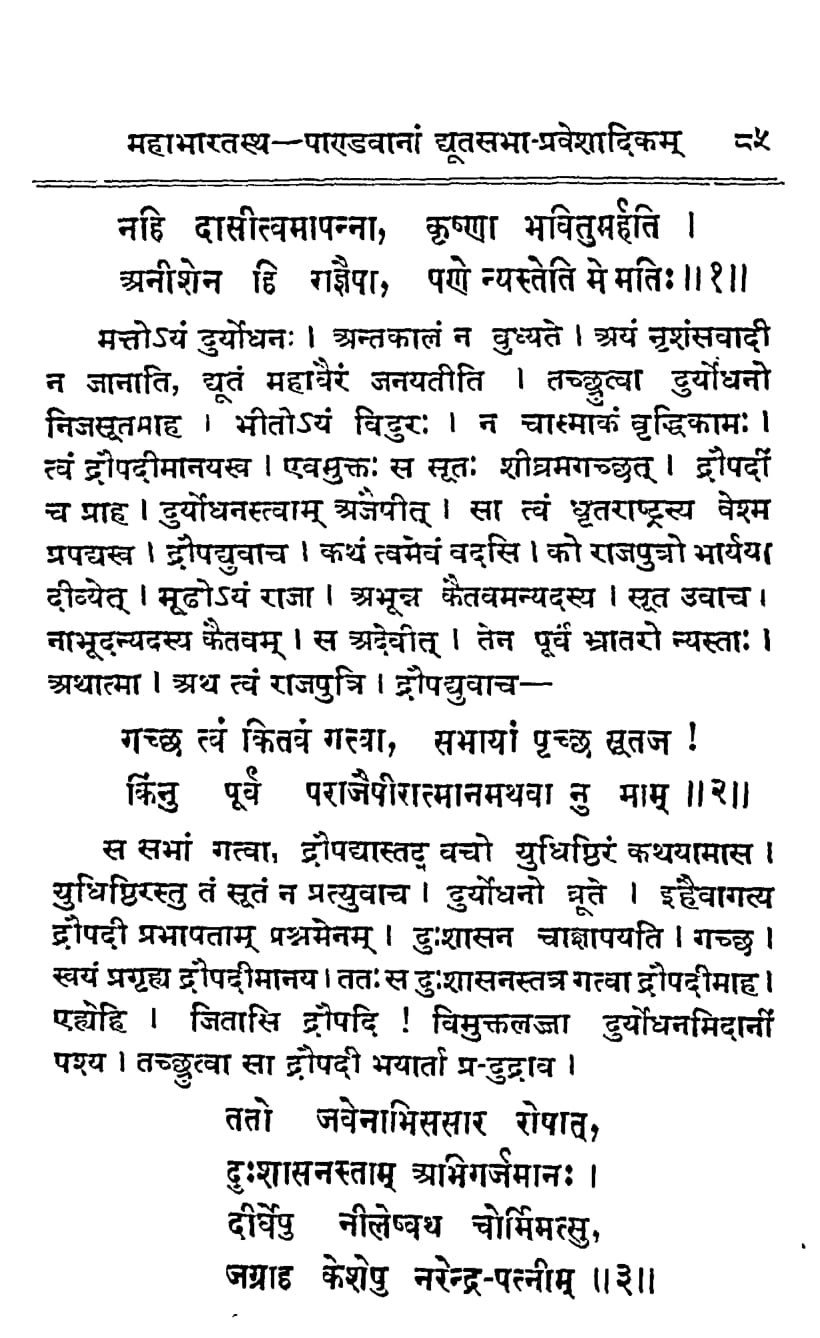 महाभारतस्थ—पाण्डवानां द्यूतसभा-प्रवेशादिकम् ८५
नहि दासीत्वमापन्ना, कृष्णा भवितुमर्हति ।
अनीशेन हि राज्ञैषा, पणे न्यस्तेति मे मतिः॥१॥
मत्तोऽयं दुर्योधनः । अन्तकालं न बुध्यते । अयं नृशंसवादी
न जानाति, द्यूतं महावैरं जनयतीति । तच्छ्रुत्वा दुर्योधनो
निजसूतमाह । भीतोऽयं विदुरः । न चास्माकं वृद्धिकामः ।
त्वं द्रौपदीमानयस्व । एवमुक्तः स सूतः शीघ्रमगच्छत् । द्रौपदीं
च प्राह । दुर्योधनस्त्वाम् अजैषीत् । सा त्वं धृतराष्ट्रस्य वेश्म
प्रपद्यस्व । द्रौपद्युवाच । कथं त्वमेवं वदसि । को राजपुत्रो भार्यया
दीव्येत् । मूढोऽयं राजा । अभून्न कैतवमन्यदस्य । सूत उवाच ।
नाभूदन्यदस्य कैतवम् । स अदेवीत् । तेन पूर्वं भ्रातरो न्यस्ताः ।
अथात्मा । अथ त्वं राजपुत्रि । द्रौपद्युवाच—
गच्छ त्वं कितवं गत्वा, सभायां पृच्छ सूतज !
किंनु पूर्वं पराजैषीरात्मानमथवा नु माम् ॥२॥
स सभां गत्वा, द्रौपद्यास्तद् वचो युधिष्ठिरं कथयामास ।
युधिष्ठिरस्तु तं सूतं न प्रत्युवाच । दुर्योधनो ब्रूते । इहैवागत्य
द्रौपदी प्रभाषताम् प्रश्नमेनम् । दुःशासन चाज्ञापयति । गच्छ ।
स्वयं प्रगृह्य द्रौपदीमानय । ततः स दुःशासनस्तत्र गत्वा द्रौपदीमाह ।
एह्येहि । जितासि द्रौपदि ! विमुक्तलज्जा दुर्योधनमिदानीं
पश्य । तच्छ्रुत्वा सा द्रौपदी भयार्ता प्र-दुद्राव ।
ततो जवेनाभिससार रोषात्,
दुःशासनस्ताम् अभिगर्जमानः ।
दीर्घेषु नीलेष्वथ चोर्मिमत्सु,
जग्राह केशेषु नरेन्द्र-पत्नीम् ॥३॥